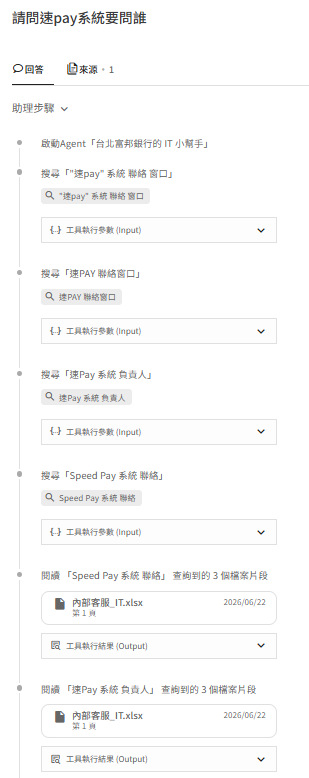 請問速pay系統要問誰
回答
來源 · 1
助理步驟
啟動Agent「台北富邦銀行的 IT 小幫手」
搜尋「"速pay" 系統 聯絡 窗口」
"速pay" 系統 聯絡 窗口
{..} 工具執行參數 (Input)
搜尋「速PAY 聯絡窗口」
速PAY 聯絡窗口
{..} 工具執行參數 (Input)
搜尋「速Pay 系統 負責人」
速Pay 系統 負責人
{..} 工具執行參數 (Input)
搜尋「Speed Pay 系統 聯絡」
Speed Pay 系統 聯絡
{..} 工具執行參數 (Input)
閱讀 「Speed Pay 系統 聯絡」 查詢到的 3 個檔案片段
內部客服_IT.xlsx 2026/06/22
第 1 頁
工具執行結果 (Output)
閱讀 「速Pay 系統 負責人」 查詢到的 3 個檔案片段
內部客服_IT.xlsx 2026/06/22
第 1 頁
工具執行結果 (Output)